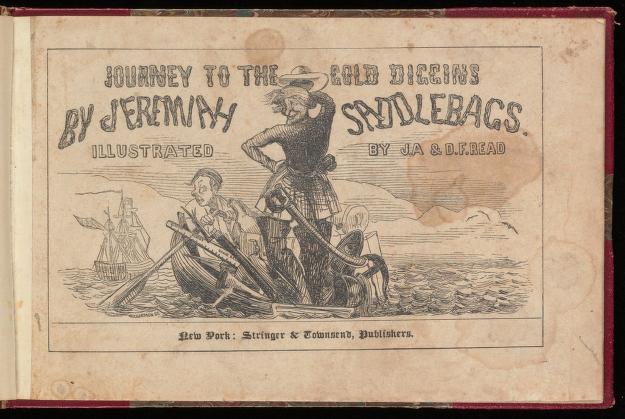 JOURNEY TO THE GOLD DIGGINS
BY JEREMIAH SADDLEBAGS.
ILLUSTRATED BY J.A & D.F. READ
New York: Stringer & Townsend, Publishers.